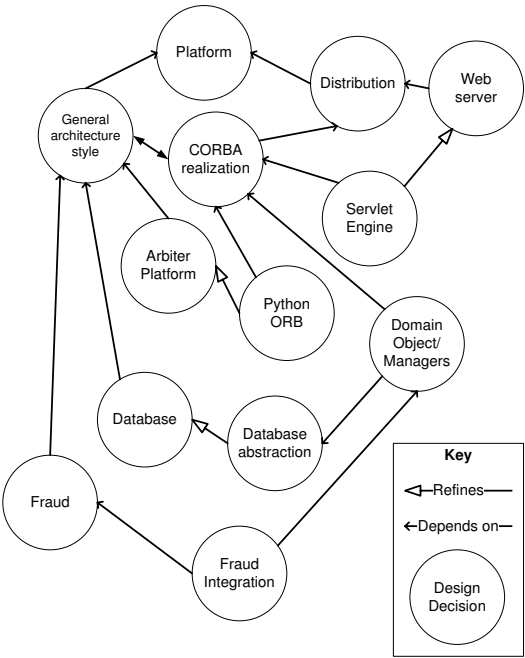 Platform
Distribution
Web
server
General
architecture
style
CORBA
realization
Servlet
Engine
Arbiter
Platform
Python
ORB
Domain
Object/
Managers
Database
Database
abstraction
Fraud
Fraud
Integration
Key
Refines
Depends on
Design
Decision